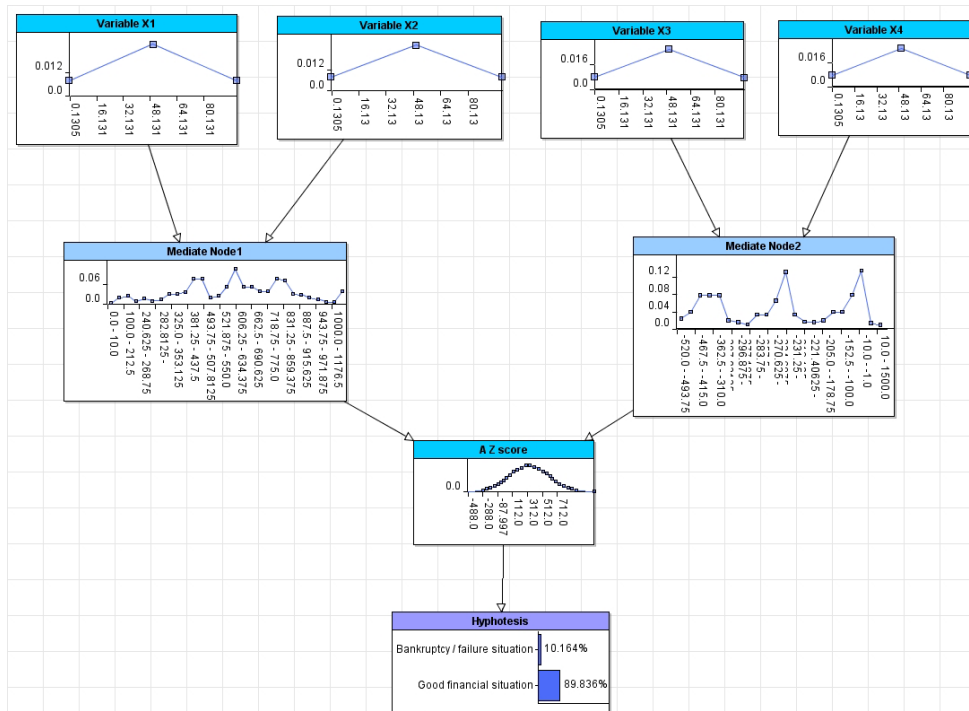 Variable X1
0.012
0.0
0.1305
16.131
32.131
48.131
64.131
80.131
Variable X2
0.012
0.0
0.1305
16.13
32.13
48.13
64.13
80.13
Variable X3
0.016
0.0
0.1305
16.131
32.131
48.131
64.131
80.131
Variable X4
0.016
0.0
0.1305
16.13
32.13
48.13
64.13
80.13
Mediate Node1
0.06
0.0
0.0 - 10.0
100.0 - 212.5
240.625 - 268.75
282.8125 -
325.0 - 353.125
381.25 - 437.5
493.75 - 507.8125
521.875 - 550.0
606.25 - 634.375
662.5 - 690.625
718.75 - 775.0
831.25 - 859.375
887.5 - 915.625
943.75 - 971.875
1000.0 - 1176.5
Mediate Node2
0.12
0.08
0.04
0.0
-520.0 - -493.75
-467.5 - -415.0
-362.5 - -310.0
-296.875 -
-283.75 -
-270.625 -
-231.25 -
-221.40625 -
-205.0 - -178.75
-152.5 - -100.0
-10.0 - -1.0
10.0 - 1500.0
A Z score
0.0
-488.0
-288.0
-87.997
112.0
312.0
512.0
712.0
Hyphotesis
Bankruptcy / failure situation 10.164%
Good financial situation 89.836%